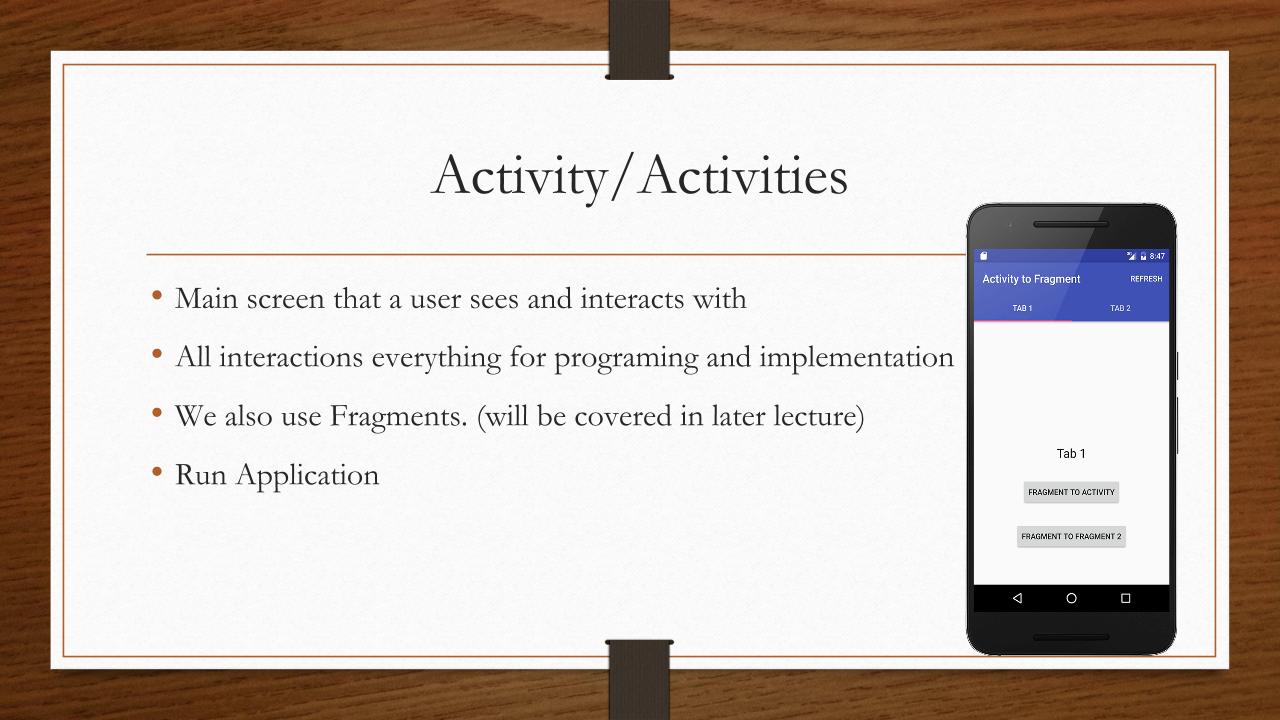 Activity/Activities
Main screen that a user sees and interacts with
All interactions everything for programing and implementation
We also use Fragments. (will be covered in later lecture)
Run Application
8:47
Activity to Fragment REFRESH
TAB 1 TAB 2
Tab 1
FRAGMENT TO ACTIVITY
FRAGMENT TO FRAGMENT 2